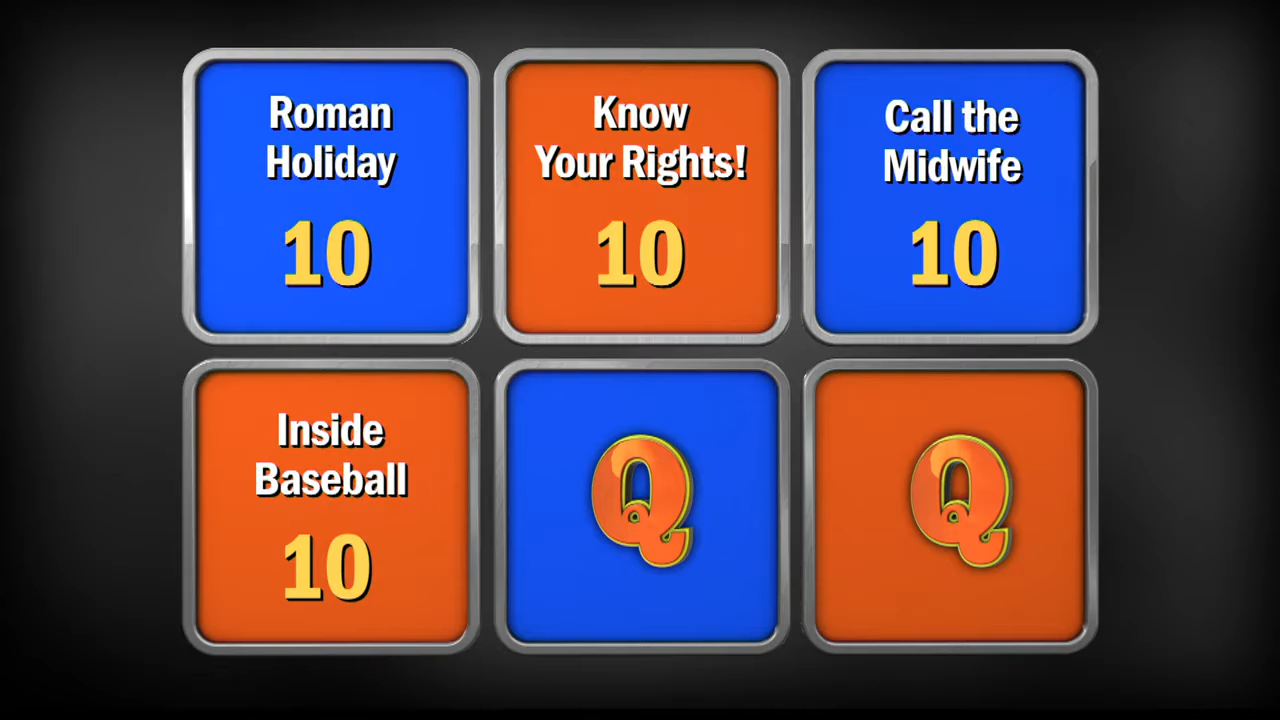 Roman
Holiday
10
Know
Your Rights!
10
Call the
Midwife
10
Inside
Baseball
10
Q
Q